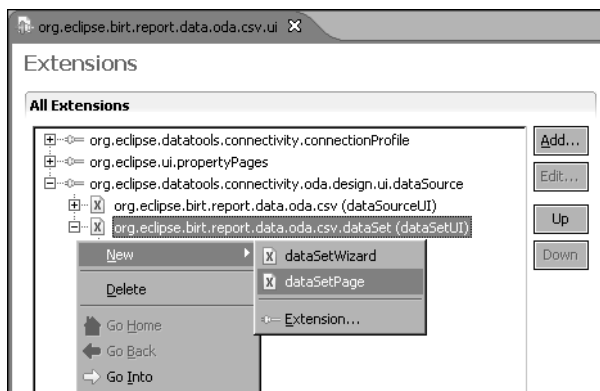 org.eclipse.birt.report.data.oda.csv.ui
Extensions
All Extensions
org.eclipse.datatools.connectivity.connectionProfile
Add...
org.eclipse.ui.propertyPages
Edit...
org.eclipse.datatools.connectivity.oda.design.ui.dataSource
org.eclipse.birt.report.data.oda.csv (dataSourceUI)
Up
org.eclipse.birt.report.data.oda.csv.dataSet (dataSetUI)
Down
New
dataSetWizard
Delete
dataSetPage
Go Home
Extension...
Go Back
Go Into